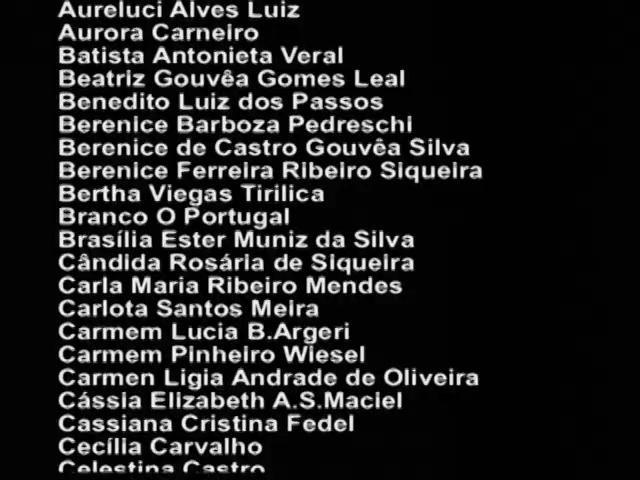 Aureluci Alves Luiz
Aurora Carneiro
Batista Antonieta Veral
Beatriz Gouvêa Gomes Leal
Benedito Luiz dos Passos
Berenice Barboza Pedreschi
Berenice de Castro Gouvêa Silva
Berenice Ferreira Ribeiro Siqueira
Bertha Viegas Tirilica
Branco O Portugal
Brasília Ester Muniz da Silva
Cândida Rosária de Siqueira
Carla Maria Ribeiro Mendes
Carlota Santos Meira
Carmem Lucia B.Argeri
Carmem Pinheiro Wiesel
Carmen Ligia Andrade de Oliveira
Cássia Elizabeth A.S.Maciel
Cassiana Cristina Fedel
Cecília Carvalho
Celestina Castro